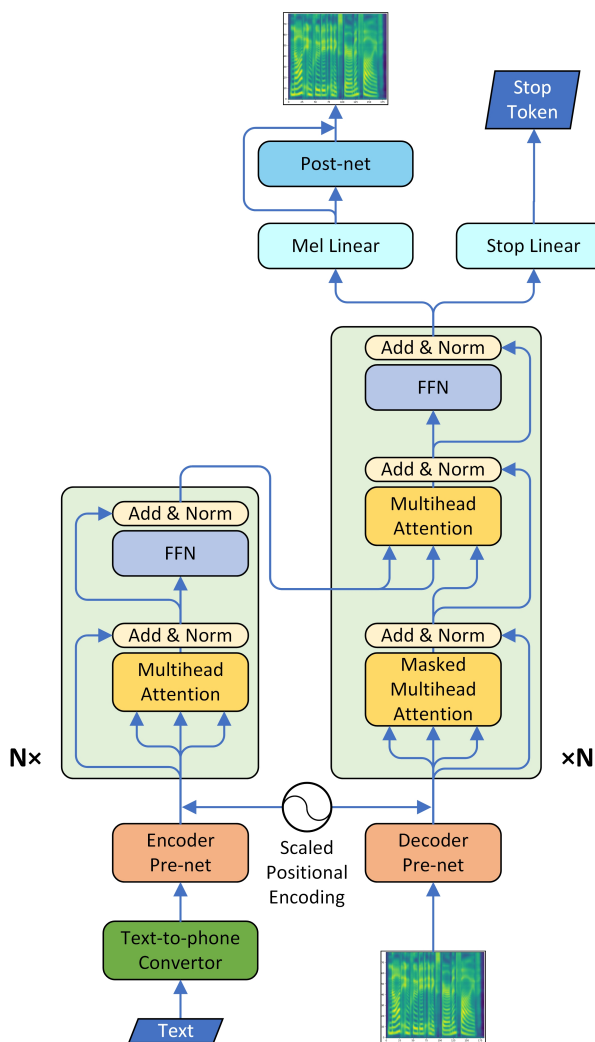 Stop
Token
Post-net
Mel Linear
Stop Linear
Add & Norm
FFN
Add & Norm
Multihead
Attention
Add & Norm
Masked
Multihead
Attention
×N
Add & Norm
FFN
Add & Norm
Multihead
Attention
N×
Encoder
Pre-net
Scaled
Positional
Encoding
Decoder
Pre-net
Text-to-phone
Convertor
Text